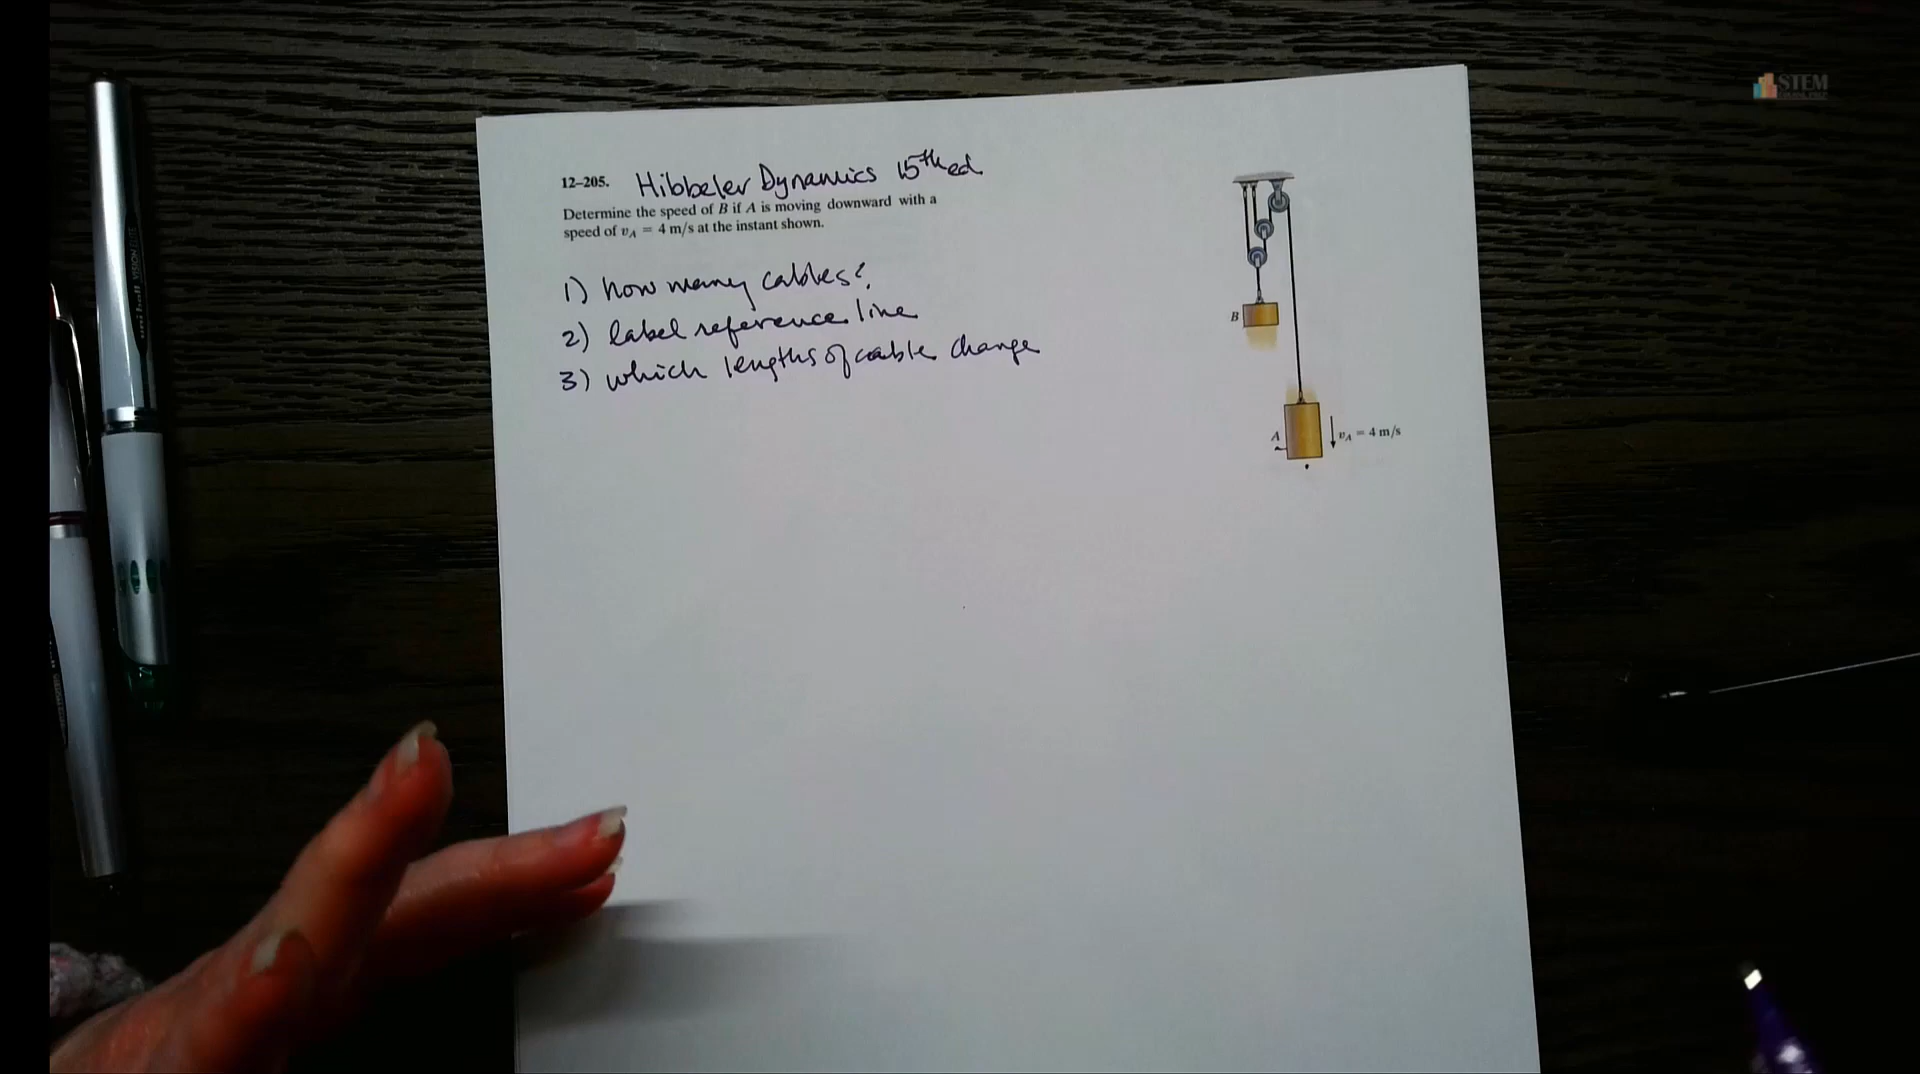 12–205. Hibbeler Dynamics 15th ed
Determine the speed of B if A is moving downward with a
speed of vA = 4 m/s at the instant shown.
1) how many cables?
2) label reference line
3) which lengths of cable change
B
A
vA = 4 m/s
STEM